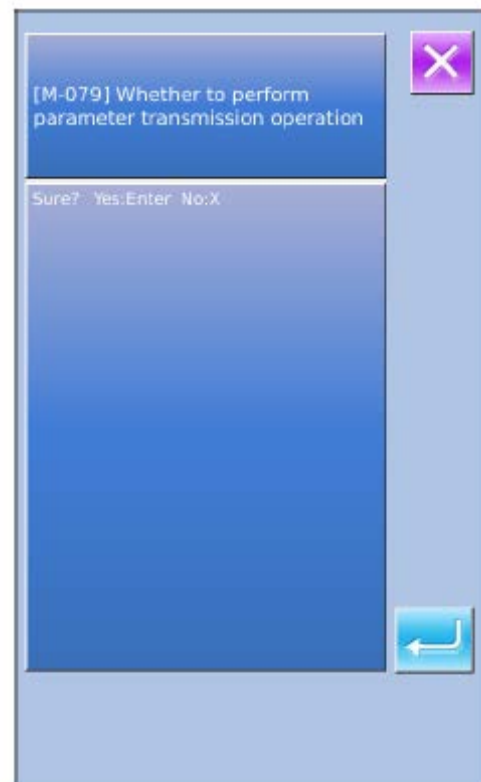 [M-079] Whether to perform
parameter transmission operation
Sure? Yes:Enter No:X